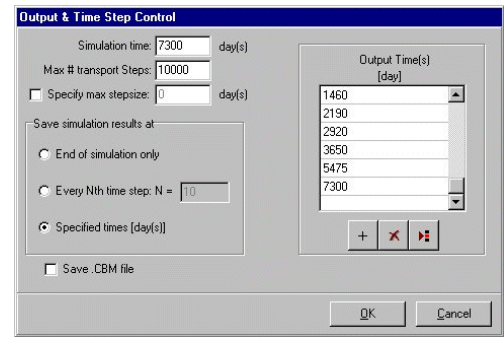 Output & Time Step Control
Simulation time: 7300 day(s)
Max # transport Steps: 10000
Specify max stepsize: 0 day(s)
Save simulation results at
End of simulation only
Every Nth time step: N = 10
Specified times [day(s)]
Save .CBM file
Output Time(s)
[day]
1460
2190
2920
3650
5475
7300
+
OK
Cancel